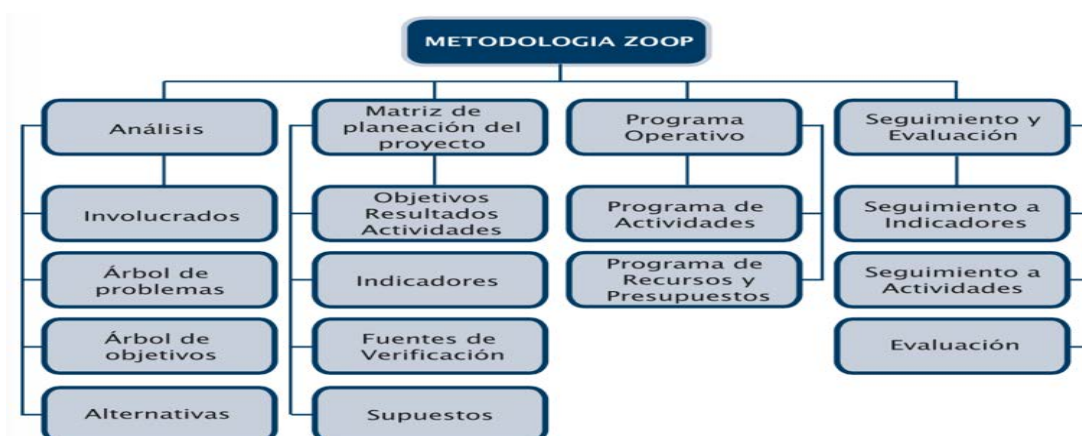 METODOLOGIA ZOOP
Análisis
Matriz de
planeación del
proyecto
Programa
Operativo
Seguimiento y
Evaluación
Involucrados
Objetivos
Resultados
Actividades
Programa de
Actividades
Seguimiento a
Indicadores
Árbol de
problemas
Indicadores
Programa de
Recursos y
Presupuestos
Seguimiento a
Actividades
Árbol de
objetivos
Fuentes de
Verificación
Evaluación
Alternativas
Supuestos